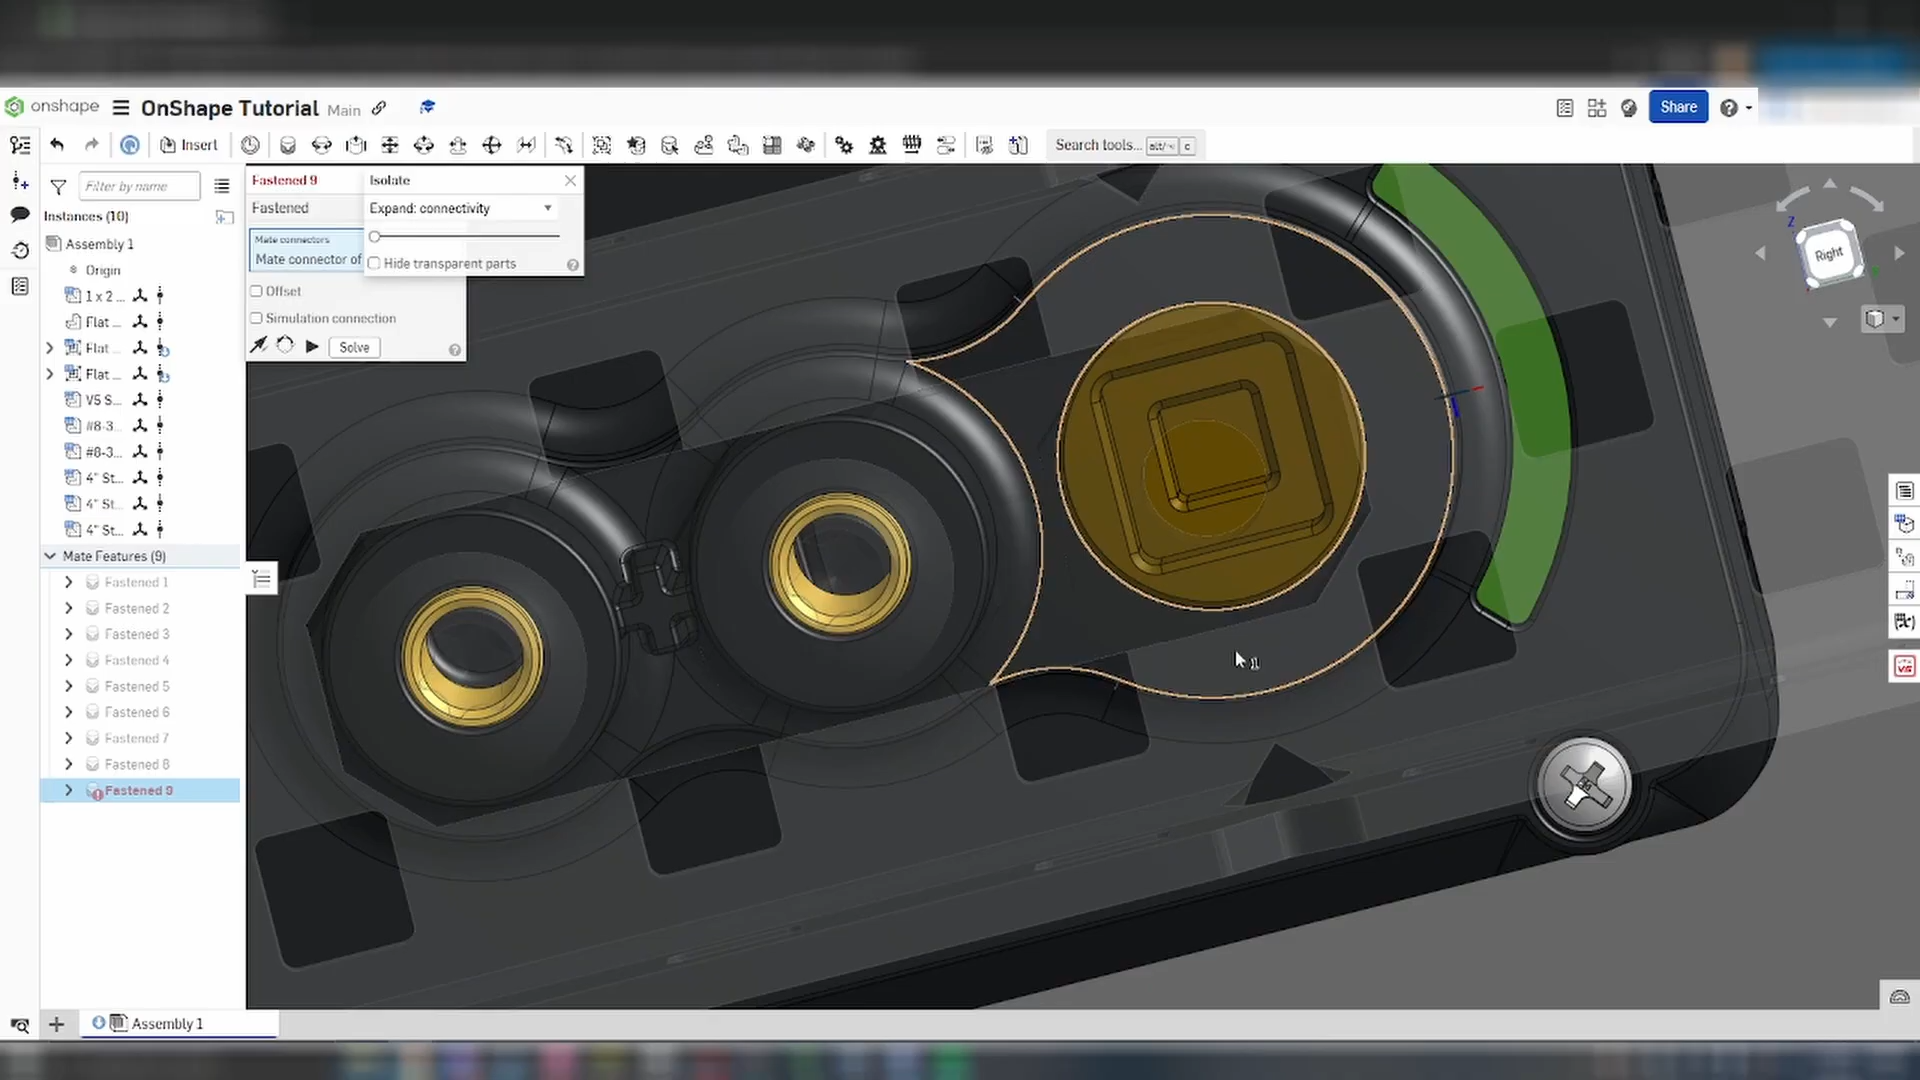 onshape OnShape Tutorial Main Share
Insert Search tools... alt/⌥ c
Filter by name
Instances (10)
Assembly 1
Origin
1 x 2 ...
Flat ...
Flat ...
Flat ...
V5 S...
#8-3...
#8-3...
4" St...
4" St...
4" St...
Mate Features (9)
Fastened 1
Fastened 2
Fastened 3
Fastened 4
Fastened 5
Fastened 6
Fastened 7
Fastened 8
Fastened 9
Fastened 9
Fastened
Mate connectors
Mate connector of
Offset
Simulation connection
Solve
Isolate
Expand: connectivity
Hide transparent parts
Z
Right
1
Assembly 1